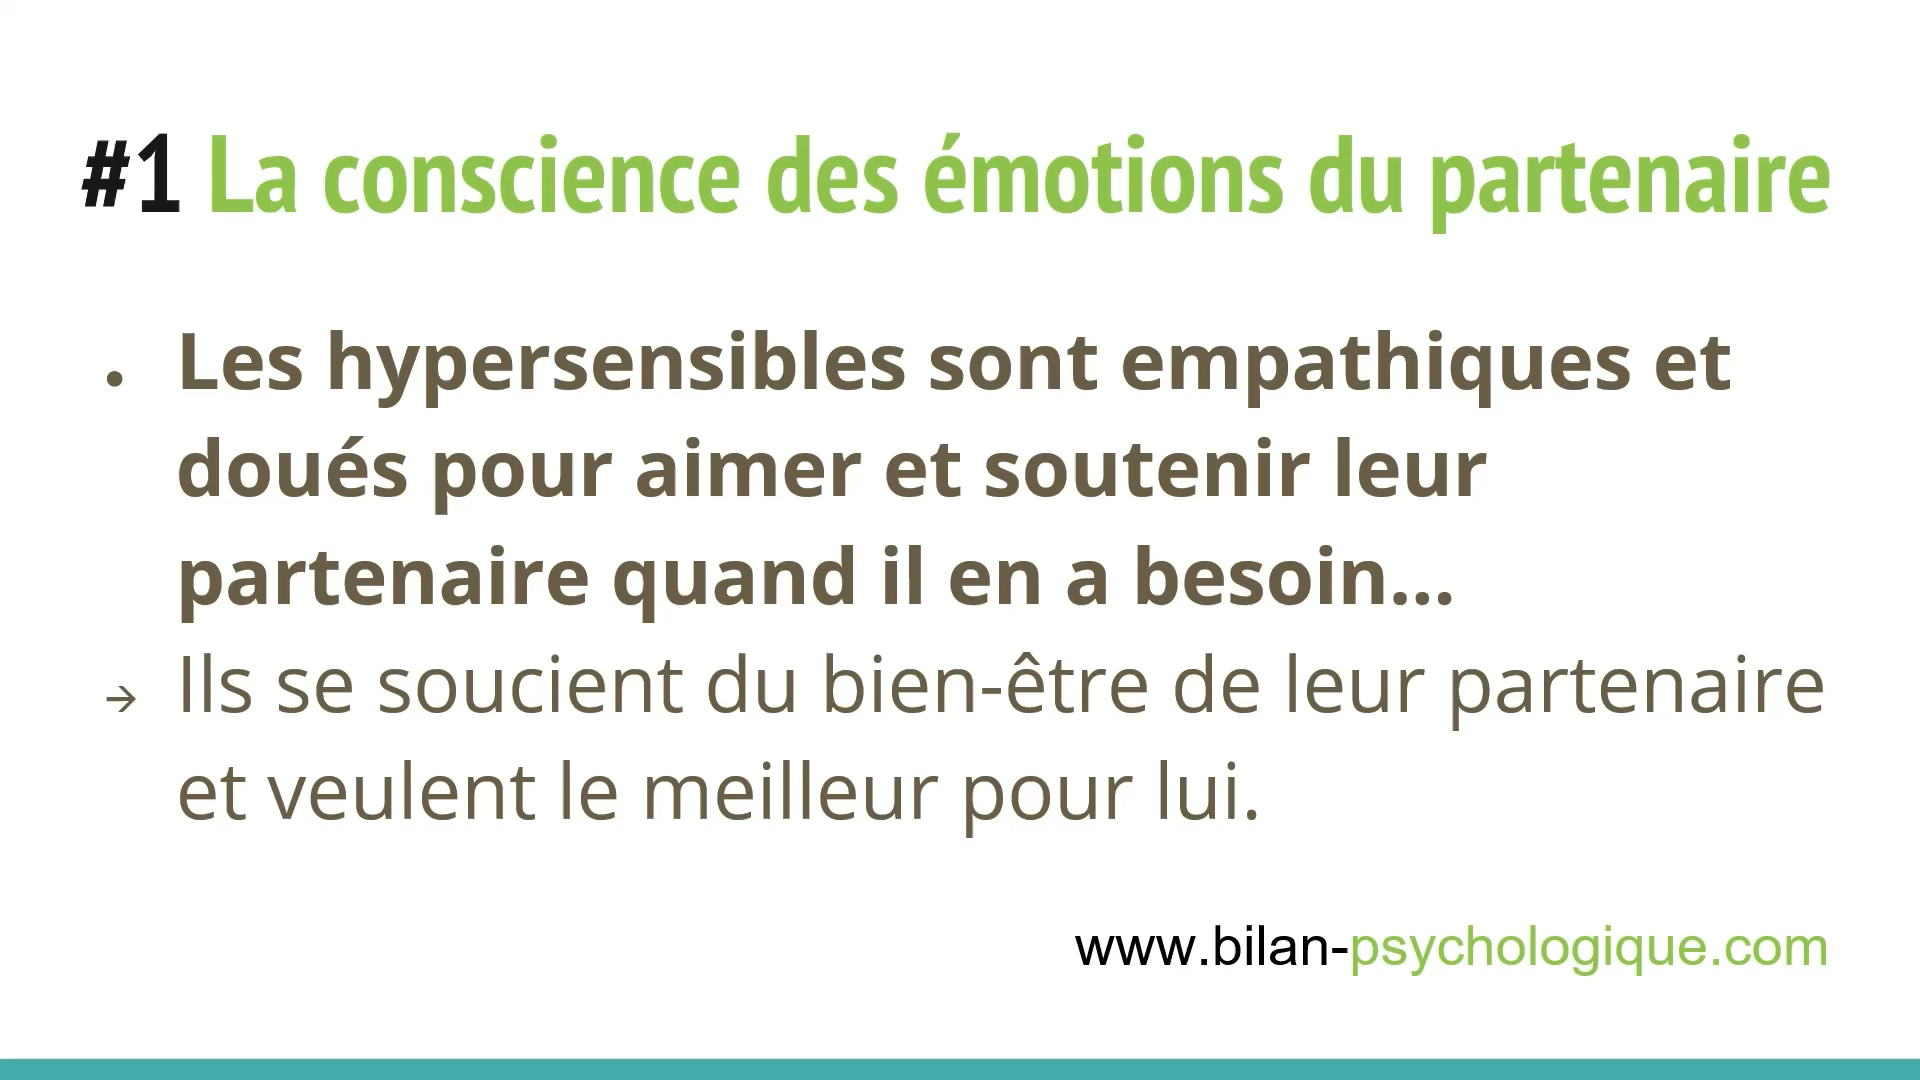 #1 La conscience des émotions du partenaire
• Les hypersensibles sont empathiques et
doués pour aimer et soutenir leur
partenaire quand il en a besoin...
→ Ils se soucient du bien-être de leur partenaire
et veulent le meilleur pour lui.
www.bilan-psychologique.com